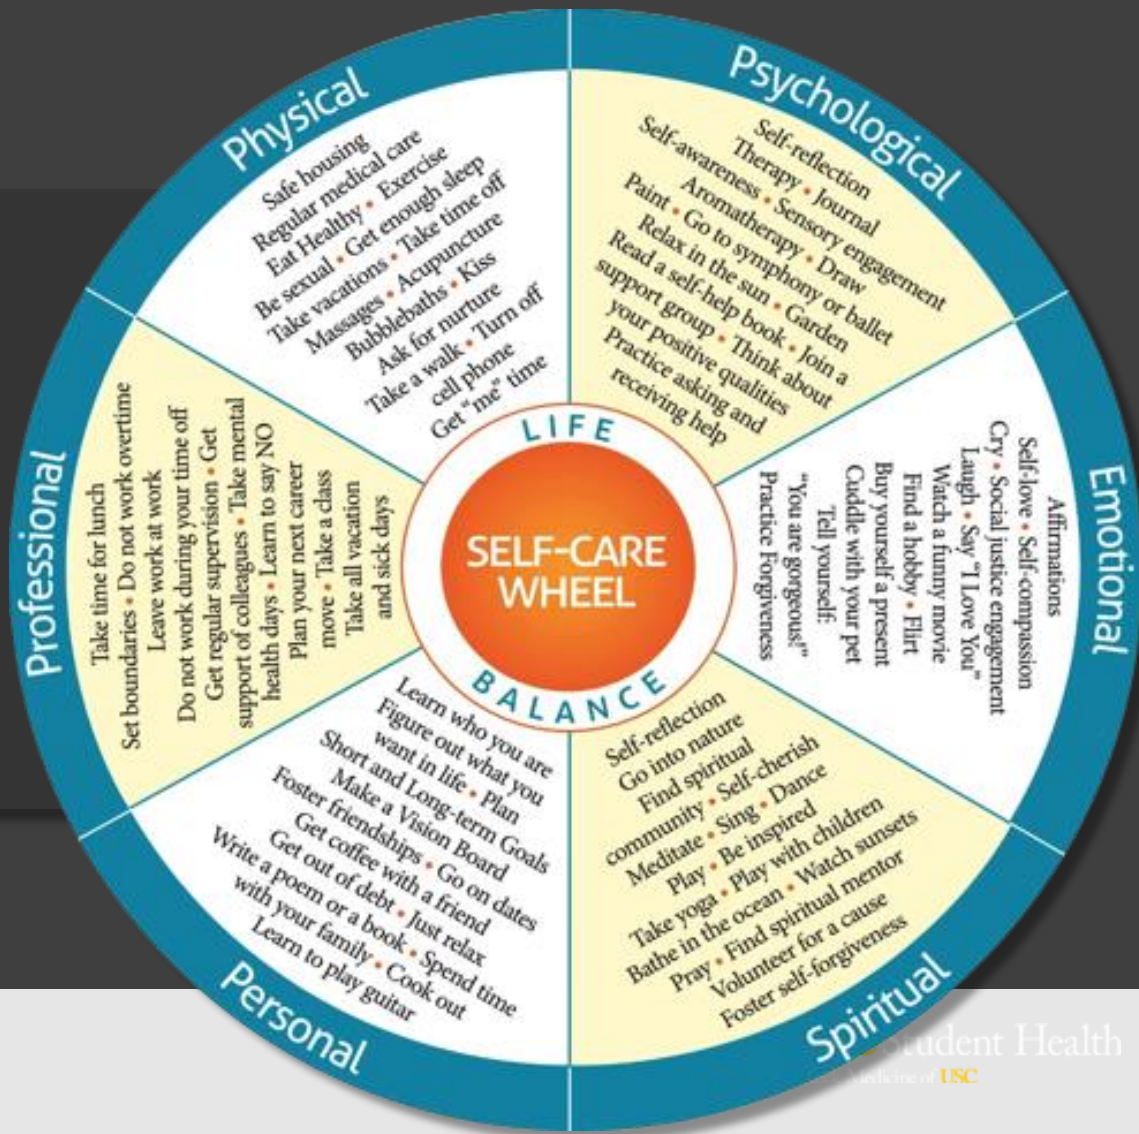 Physical
Safe housing
Regular medical care
Eat Healthy • Exercise
Be sexual • Get enough sleep
Take vacations • Take time off
Massages • Acupuncture
Bubblebaths • Kiss
Ask for nurture
Take a walk • Turn off
cell phone
Get "me" time
Psychological
Self-reflection
Therapy • Journal
Self-awareness • Sensory engagement
Aromatherapy • Draw
Paint • Go to symphony or ballet
Relax in the sun • Garden
Read a self-help book • Join a
support group • Think about
your positive qualities
Practice asking and
receiving help
Emotional
Affirmations
Self-love • Self-compassion
Cry • Social justice engagement
Laugh • Say "I Love You"
Watch a funny movie
Find a hobby • Flirt
Buy yourself a present
Cuddle with your pet
Tell yourself:
"You are gorgeous!"
Practice Forgiveness
Spiritual
Self-reflection
Go into nature
Find spiritual
community • Self-cherish
Meditate • Sing • Dance
Play • Be inspired
Take yoga • Play with children
Bathe in the ocean • Watch sunsets
Pray • Find spiritual mentor
Volunteer for a cause
Foster self-forgiveness
Personal
Learn who you are
Figure out what you
want in life • Plan
Short and Long-term Goals
Make a Vision Board
Foster friendships • Go on dates
Get coffee with a friend
Get out of debt • Just relax
Write a poem or a book • Spend time
with your family • Cook out
Learn to play guitar
Professional
Take time for lunch
Set boundaries • Do not work overtime
Leave work at work
Do not work during your time off
Get regular supervision • Get
support of colleagues • Take mental
health days • Learn to say NO
Plan your next career
move • Take a class
Take all vacation
and sick days
LIFE
SELF-CARE
WHEEL
BALANCE
Student Health
Medicine of USC